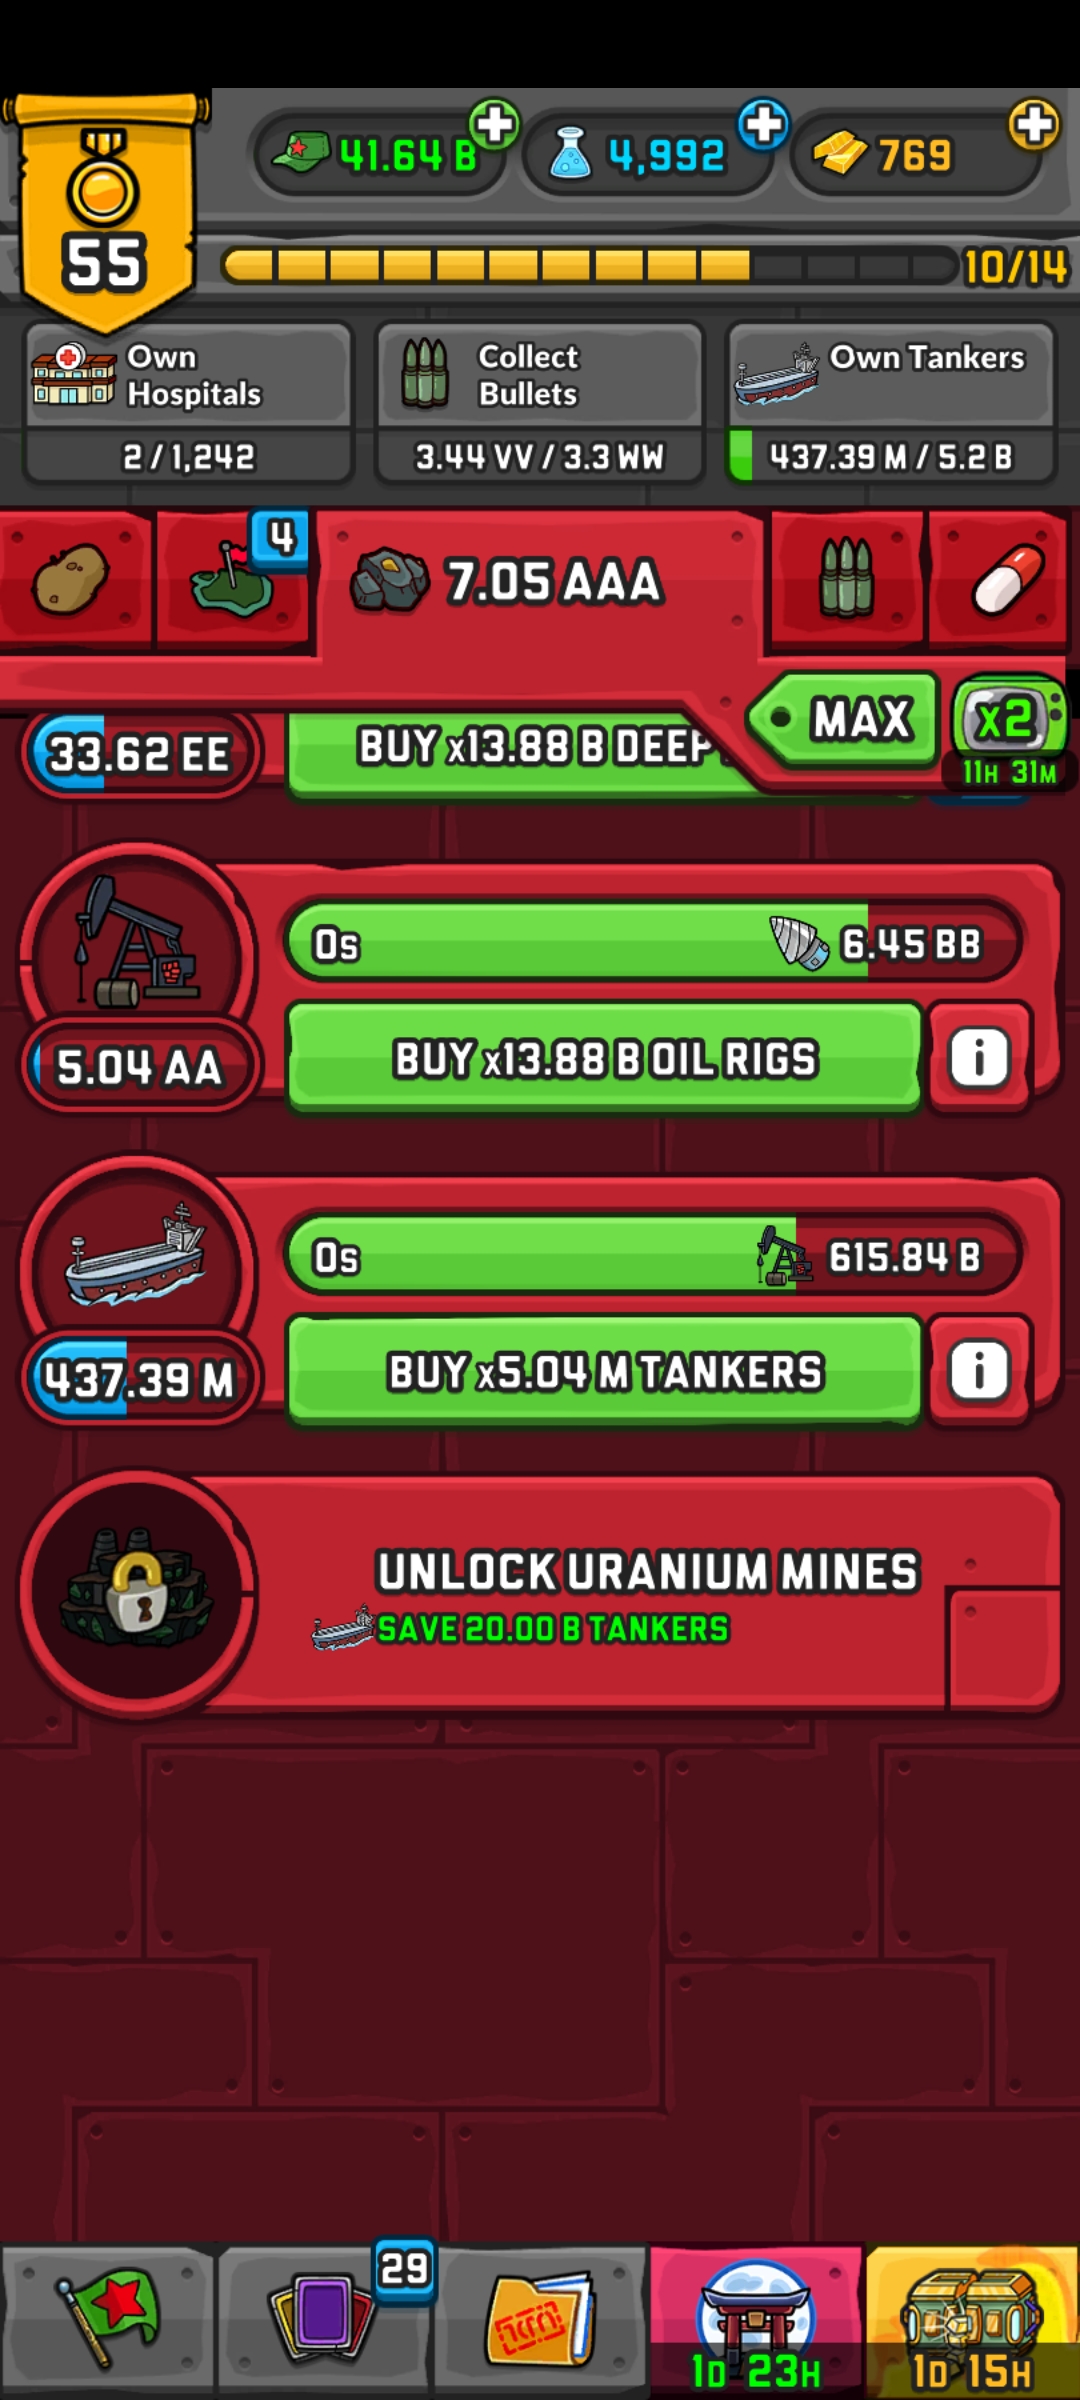 41.64 B
4,992
769
55
10/14
Own
Hospitals
2 / 1,242
Collect
Bullets
3.44 VV / 3.3 WW
Own Tankers
437.39 M / 5.2 B
4
7.05 AAA
MAX
x2
11H 31M
33.62 EE
BUY x13.88 B DEEP
0s
6.45 BB
5.04 AA
BUY x13.88 B OIL RIGS
i
0s
615.84 B
437.39 M
BUY x5.04 M TANKERS
i
UNLOCK URANIUM MINES
SAVE 20.00 B TANKERS
29
1D 23H
1D 15H